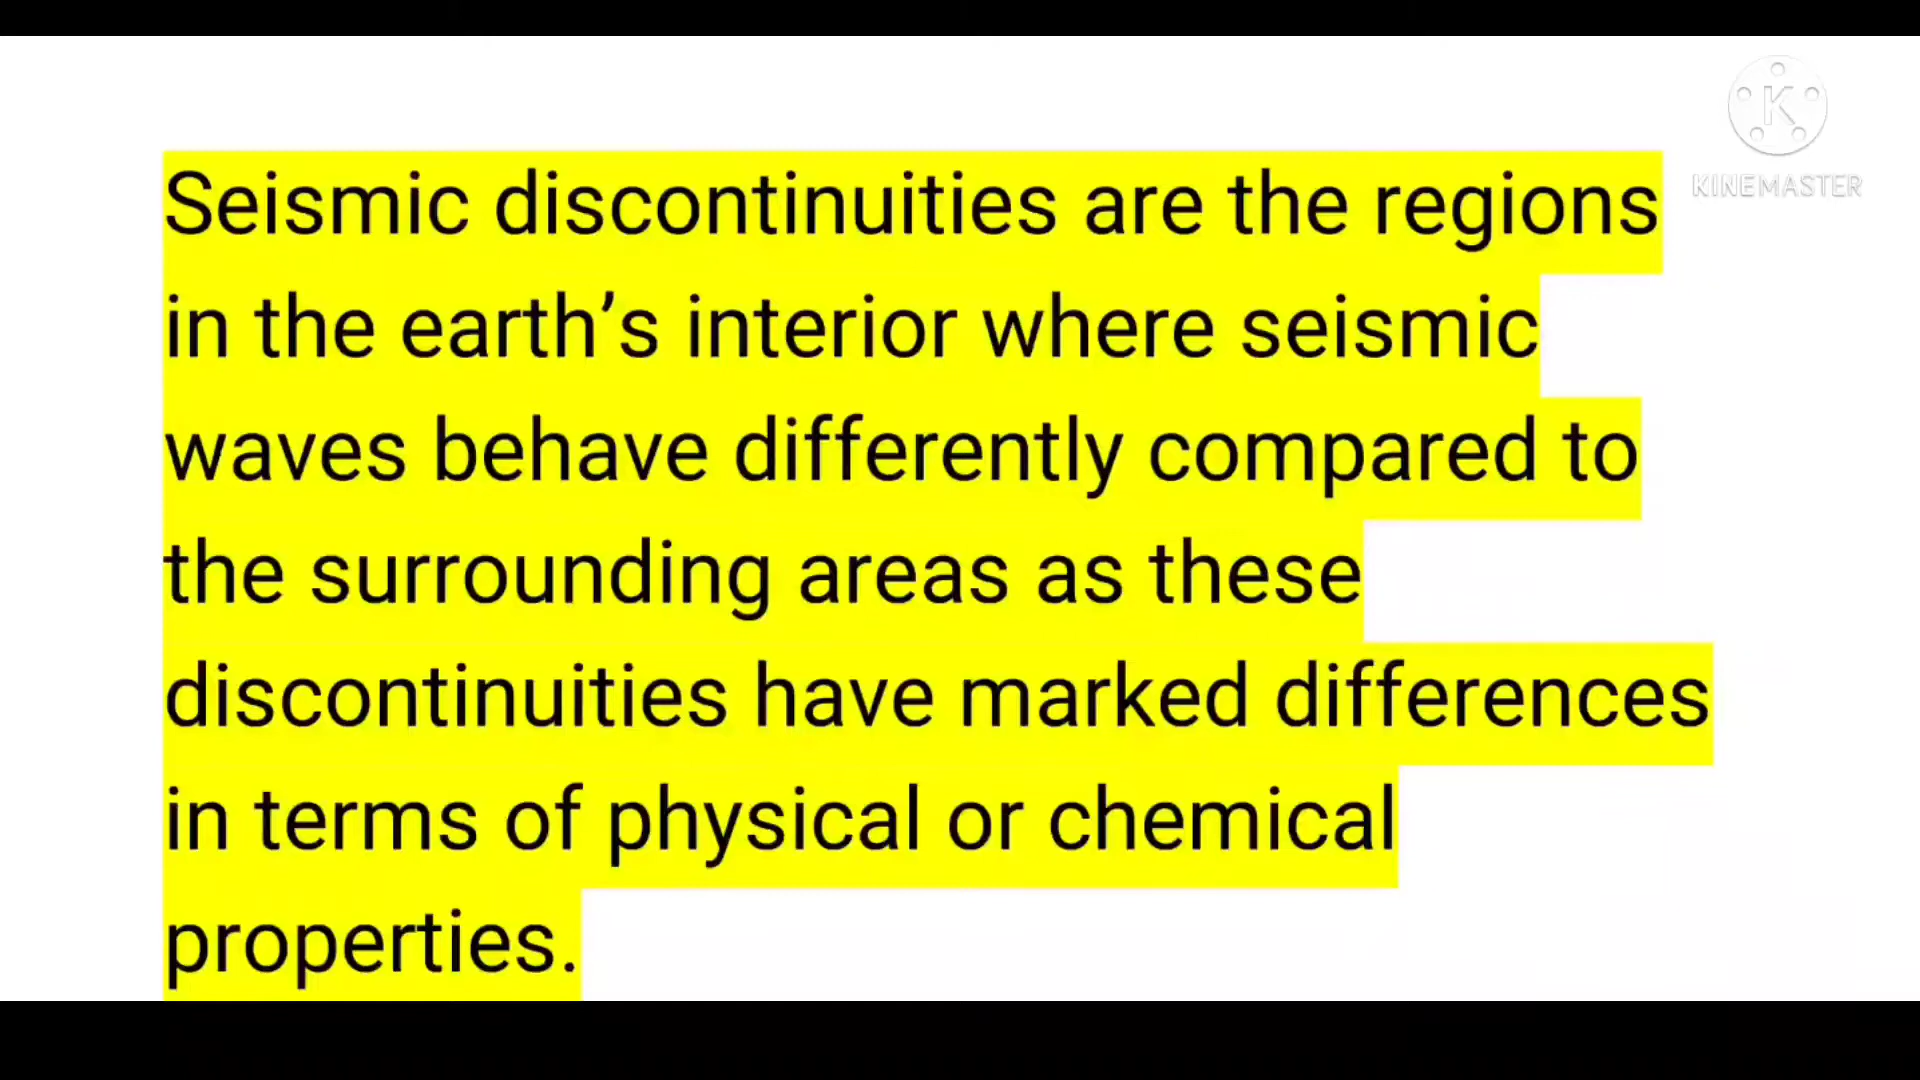 Seismic discontinuities are the regions
in the earth’s interior where seismic
waves behave differently compared to
the surrounding areas as these
discontinuities have marked differences
in terms of physical or chemical
properties.
K
KINEMASTER